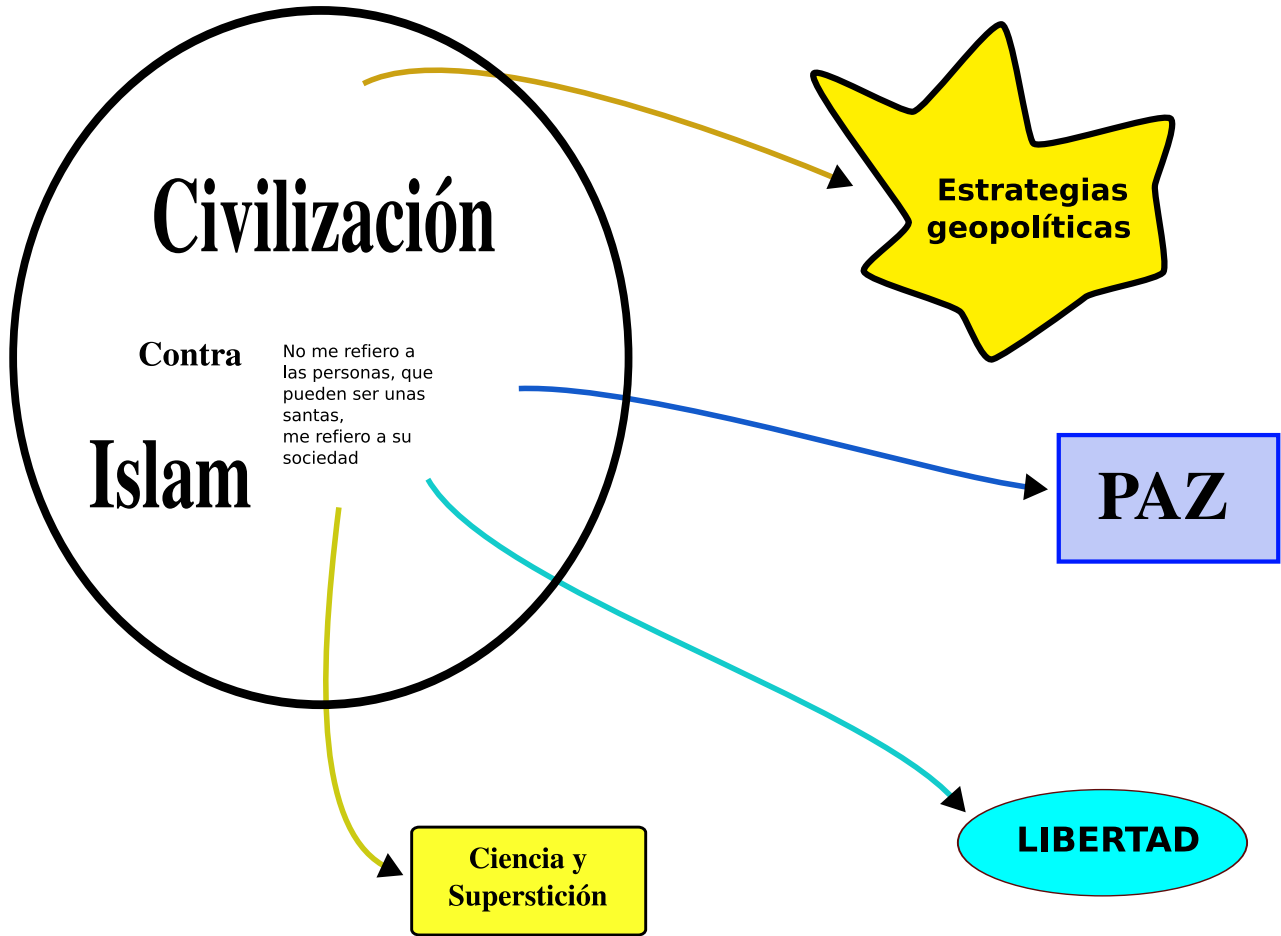 Civilización
Contra
No me refiero a
las personas, que
pueden ser unas
santas,
me refiero a su
sociedad
Islam
Estrategias
geopolíticas
PAZ
LIBERTAD
Ciencia y
Superstición